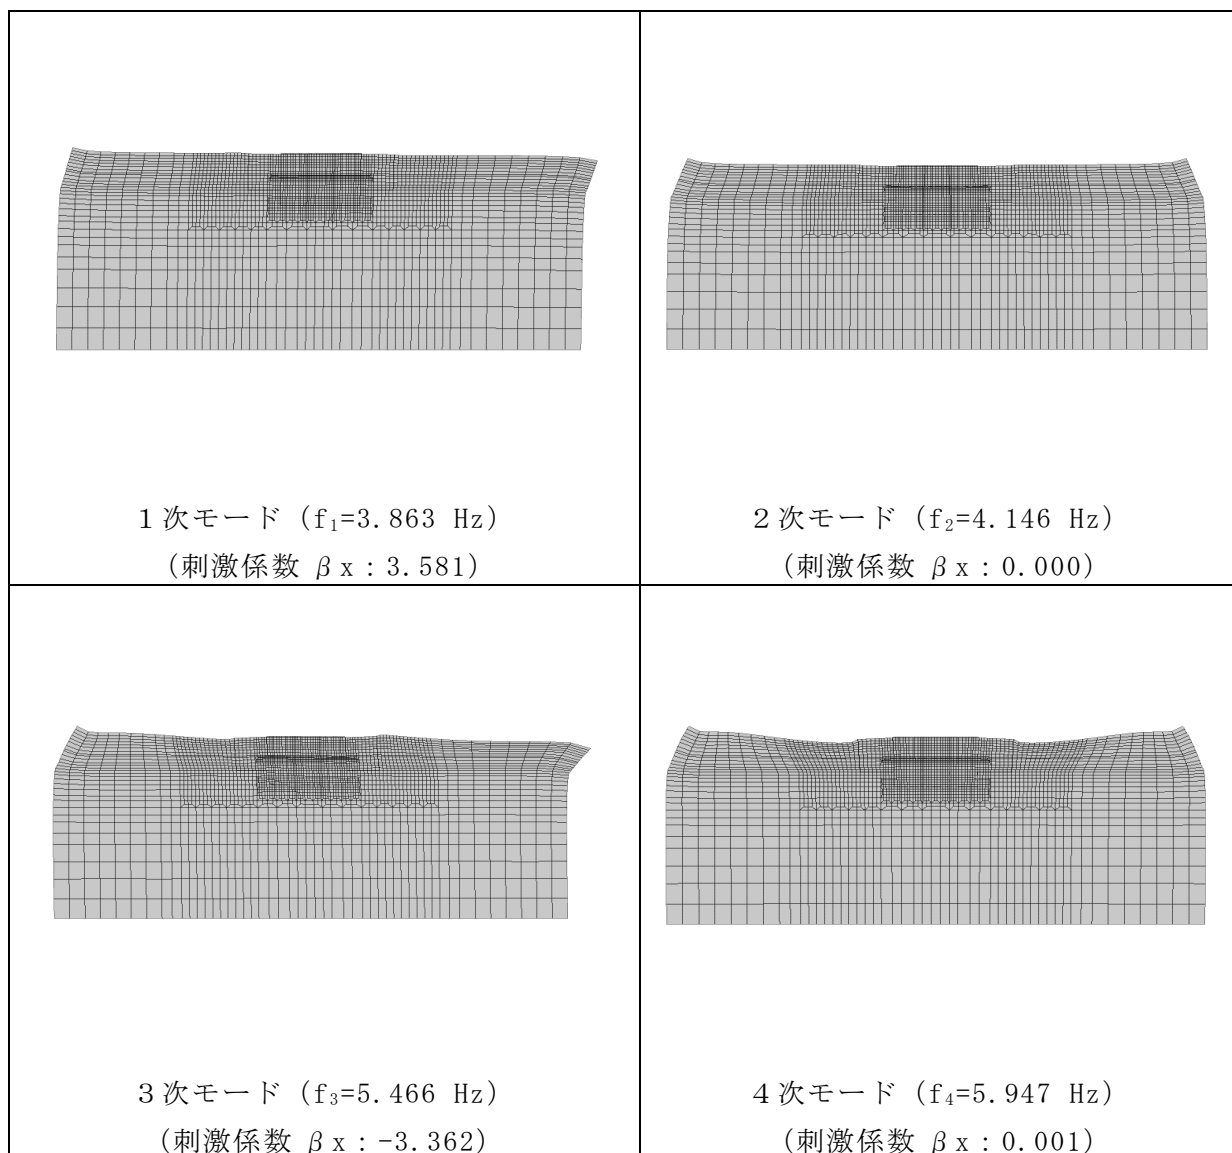 1次モード (f₁=3.863 Hz)
(刺激係数 βx：3.581)
2次モード (f₂=4.146 Hz)
(刺激係数 βx：0.000)
3次モード (f₃=5.466 Hz)
(刺激係数 βx：-3.362)
4次モード (f₄=5.947 Hz)
(刺激係数 βx：0.001)